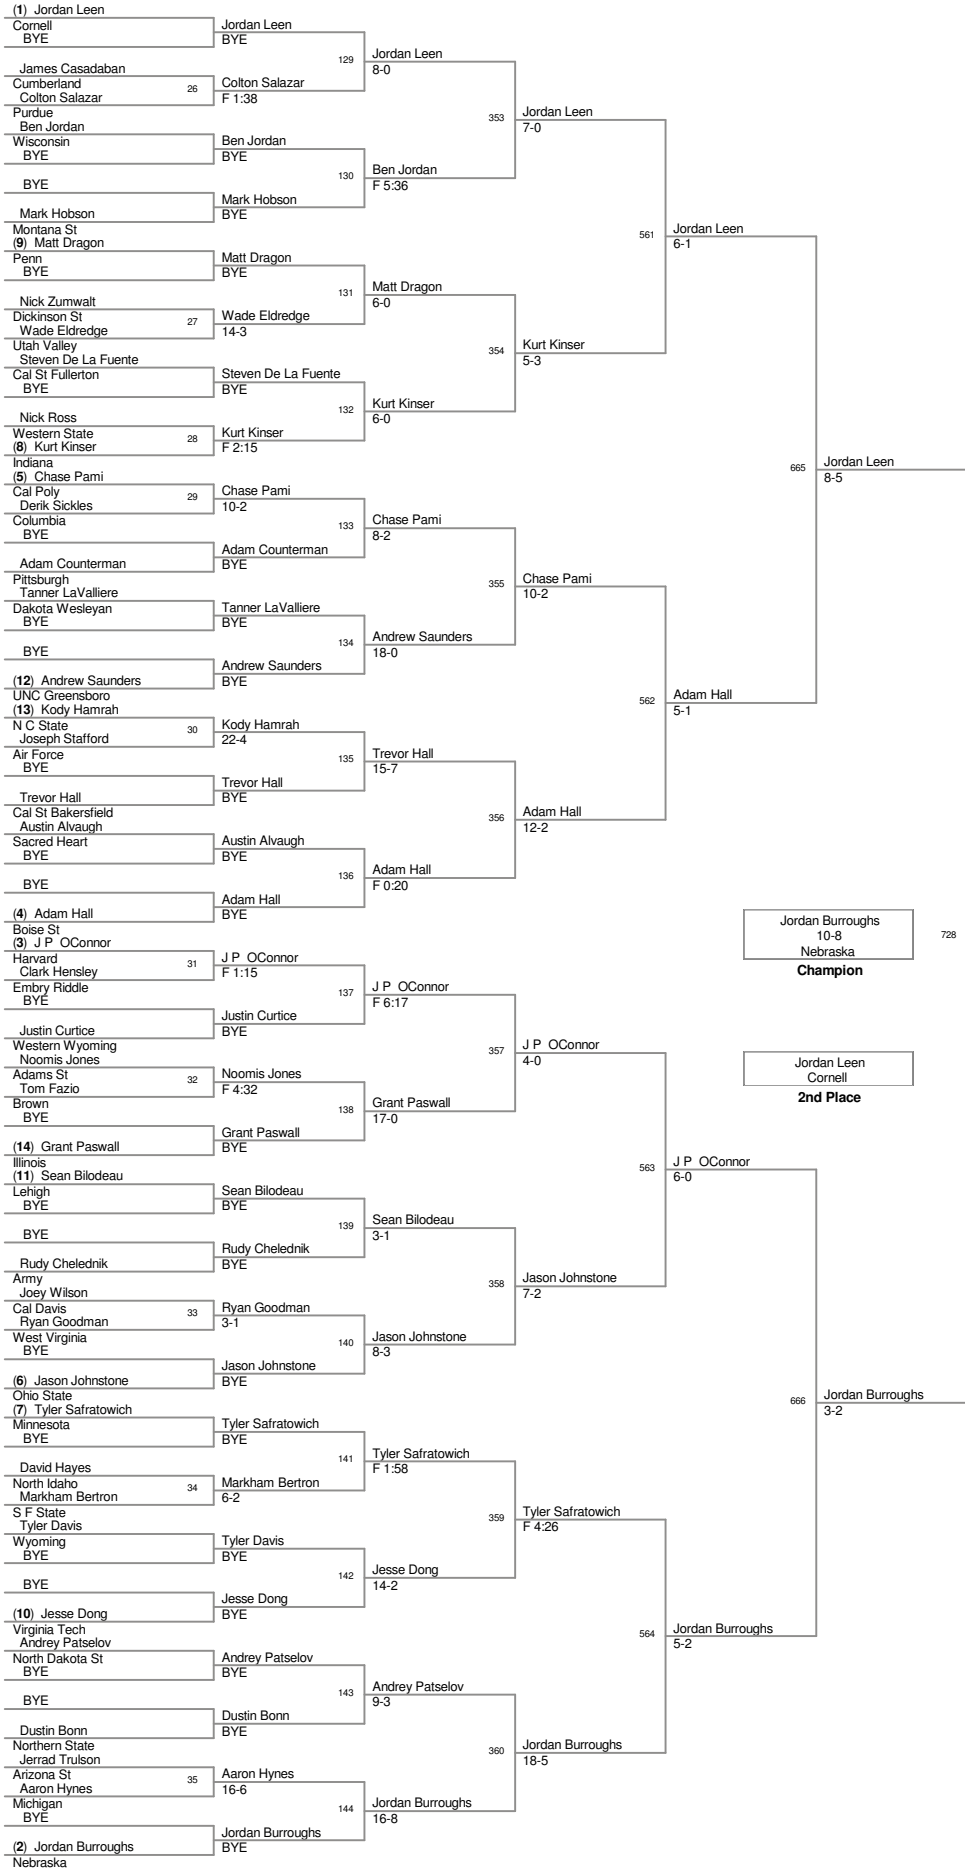 (1) Jordan Leen
Cornell
BYE
James Casadaban
Cumberland
Colton Salazar
Purdue
Ben Jordan
Wisconsin
BYE
BYE
Mark Hobson
Montana St
(9) Matt Dragon
Penn
BYE
Nick Zumwalt
Dickinson St
Wade Eldredge
Utah Valley
Steven De La Fuente
Cal St Fullerton
BYE
Nick Ross
Western State
(8) Kurt Kinser
Indiana
(5) Chase Pami
Cal Poly
Derik Sickles
Columbia
BYE
Adam Counterman
Pittsburgh
Tanner LaValliere
Dakota Wesleyan
BYE
BYE
(12) Andrew Saunders
UNC Greensboro
(13) Kody Hamrah
N C State
Joseph Stafford
Air Force
BYE
Trevor Hall
Cal St Bakersfield
Austin Alvaugh
Sacred Heart
BYE
BYE
(4) Adam Hall
Boise St
(3) J P OConnor
Harvard
Clark Hensley
Embry Riddle
BYE
Justin Curtice
Western Wyoming
Noomis Jones
Adams St
Tom Fazio
Brown
BYE
(14) Grant Paswall
Illinois
(11) Sean Bilodeau
Lehigh
BYE
BYE
Rudy Chelednik
Army
Joey Wilson
Cal Davis
Ryan Goodman
West Virginia
BYE
(6) Jason Johnstone
Ohio State
(7) Tyler Safratowich
Minnesota
BYE
David Hayes
North Idaho
Markham Bertron
S F State
Tyler Davis
Wyoming
BYE
BYE
(10) Jesse Dong
Virginia Tech
Andrey Patselov
North Dakota St
BYE
BYE
Dustin Bonn
Northern State
Jerrad Trulson
Arizona St
Aaron Hynes
Michigan
BYE
(2) Jordan Burroughs
Nebraska
26
27
28
29
30
31
32
33
34
35
Jordan Leen
BYE
Colton Salazar
F 1:38
Ben Jordan
BYE
Mark Hobson
BYE
Matt Dragon
BYE
Wade Eldredge
14-3
Steven De La Fuente
BYE
Kurt Kinser
F 2:15
Chase Pami
10-2
Adam Counterman
BYE
Tanner LaValliere
BYE
Andrew Saunders
BYE
Kody Hamrah
22-4
Trevor Hall
BYE
Austin Alvaugh
BYE
Adam Hall
BYE
J P OConnor
F 1:15
Justin Curtice
BYE
Noomis Jones
F 4:32
Grant Paswall
BYE
Sean Bilodeau
BYE
Rudy Chelednik
BYE
Ryan Goodman
3-1
Jason Johnstone
BYE
Tyler Safratowich
BYE
Markham Bertron
6-2
Tyler Davis
BYE
Jesse Dong
BYE
Andrey Patselov
BYE
Dustin Bonn
BYE
Aaron Hynes
16-6
Jordan Burroughs
BYE
129
130
131
132
133
134
135
136
137
138
139
140
141
142
143
144
Jordan Leen
8-0
Ben Jordan
F 5:36
Matt Dragon
6-0
Kurt Kinser
6-0
Chase Pami
8-2
Andrew Saunders
18-0
Trevor Hall
15-7
Adam Hall
F 0:20
J P OConnor
F 6:17
Grant Paswall
17-0
Sean Bilodeau
3-1
Jason Johnstone
8-3
Tyler Safratowich
F 1:58
Jesse Dong
14-2
Andrey Patselov
9-3
Jordan Burroughs
16-8
353
354
355
356
357
358
359
360
Jordan Leen
7-0
Kurt Kinser
5-3
Chase Pami
10-2
Adam Hall
12-2
J P OConnor
4-0
Jason Johnstone
7-2
Tyler Safratowich
F 4:26
Jordan Burroughs
18-5
561
562
563
564
Jordan Leen
6-1
Adam Hall
5-1
J P OConnor
6-0
Jordan Burroughs
5-2
665
666
Jordan Leen
8-5
Jordan Burroughs
3-2
Jordan Burroughs
10-8
Nebraska
Champion
728
Jordan Leen
Cornell
2nd Place